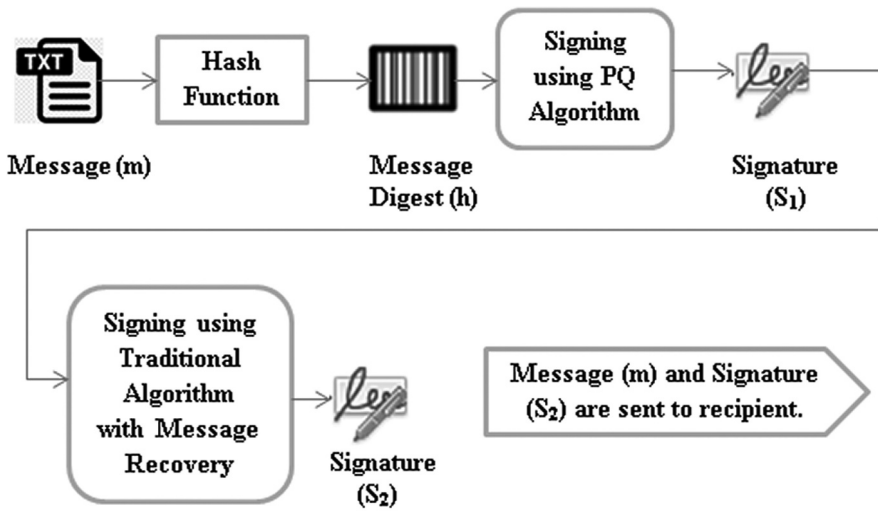 TXT
Hash
Function
Signing
using PQ
Algorithm
Message (m)
Message
Digest (h)
Signature
(S₁)
Signing using
Traditional
Algorithm
with Message
Recovery
Signature
(S₂)
Message (m) and Signature
(S₂) are sent to recipient.